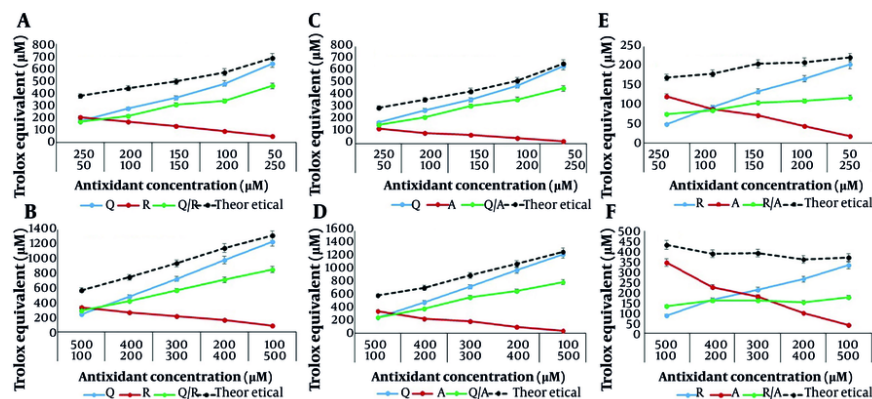 A
Trolox equivalent (µM)
800
700
600
500
400
300
200
100
0
250 200 150 100 50
50 100 150 200 250
Antixidant concentration (µM)
Q R Q/R Theor etical
C
Trolox equivalent (µM)
800
700
600
500
400
300
200
100
0
250 200 150 100 50
50 100 150 200 250
Antixidant concentration (µM)
Q A Q/A Theor etical
E
Trolox equivalent (µM)
250
200
150
100
50
0
250 200 150 100 50
50 100 150 200 250
Antixidant concentration (µM)
R A R/A Theor etical
B
Trolox equivalent (µM)
1400
1200
1000
800
600
400
200
0
500 400 300 200 100
100 200 300 400 500
Antixidant concentration (µM)
Q R Q/R Theor etical
D
Trolox equivalent (µM)
1600
1400
1200
1000
800
600
400
200
0
500 400 300 200 100
100 200 300 400 500
Antixidant concentration (µM)
Q A Q/A Theor etical
F
Trolox equivalent (µM)
500
450
400
350
300
250
200
150
100
50
0
500 400 300 200 100
100 200 300 400 500
Antixidant concentration (µM)
R A R/A Theor etical